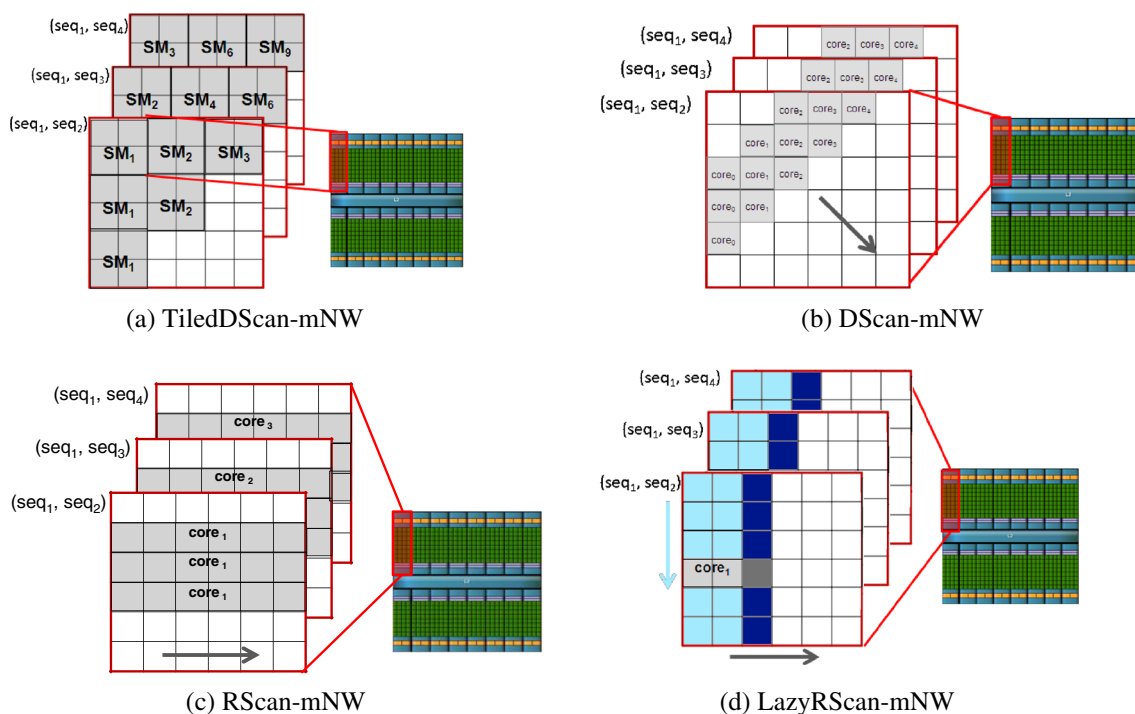 (seq₁, seq₄)
SM₃ SM₆ SM₉
(seq₁, seq₃)
SM₂ SM₄ SM₆
(seq₁, seq₂)
SM₁ SM₂ SM₃
SM₁ SM₂
SM₁
(a) TiledDScan-mNW
(seq₁, seq₄)
core₂ core₃ core₄
(seq₁, seq₃)
core₂ core₃ core₄
(seq₁, seq₂)
core₂ core₃ core₄
core₁ core₂ core₃
core₀ core₁ core₂
core₀ core₁
core₀
(b) DScan-mNW
(seq₁, seq₄)
core₃
(seq₁, seq₃)
core₂
(seq₁, seq₂)
core₁
core₁
core₁
(c) RScan-mNW
(seq₁, seq₄)
(seq₁, seq₃)
(seq₁, seq₂)
core₁
(d) LazyRScan-mNW